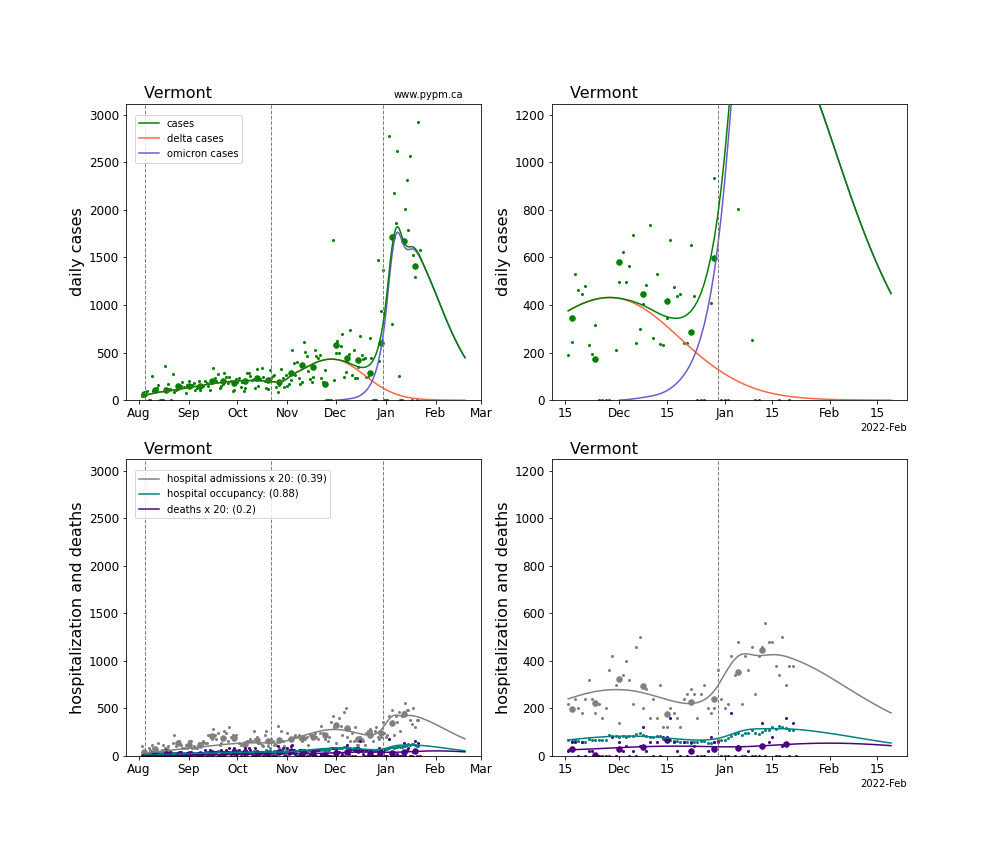 Vermont
www.pypm.ca
daily cases
3000
2500
2000
1500
1000
500
0
cases
delta cases
omicron cases
Aug Sep Oct Nov Dec Jan Feb Mar
Vermont
daily cases
1200
1000
800
600
400
200
0
15 Dec 15 Jan 15 Feb 15
2022-Feb
Vermont
hospitalization and deaths
3000
2500
2000
1500
1000
500
0
hospital admissions x 20: (0.39)
hospital occupancy: (0.88)
deaths x 20: (0.2)
Aug Sep Oct Nov Dec Jan Feb Mar
Vermont
hospitalization and deaths
1200
1000
800
600
400
200
0
15 Dec 15 Jan 15 Feb 15
2022-Feb